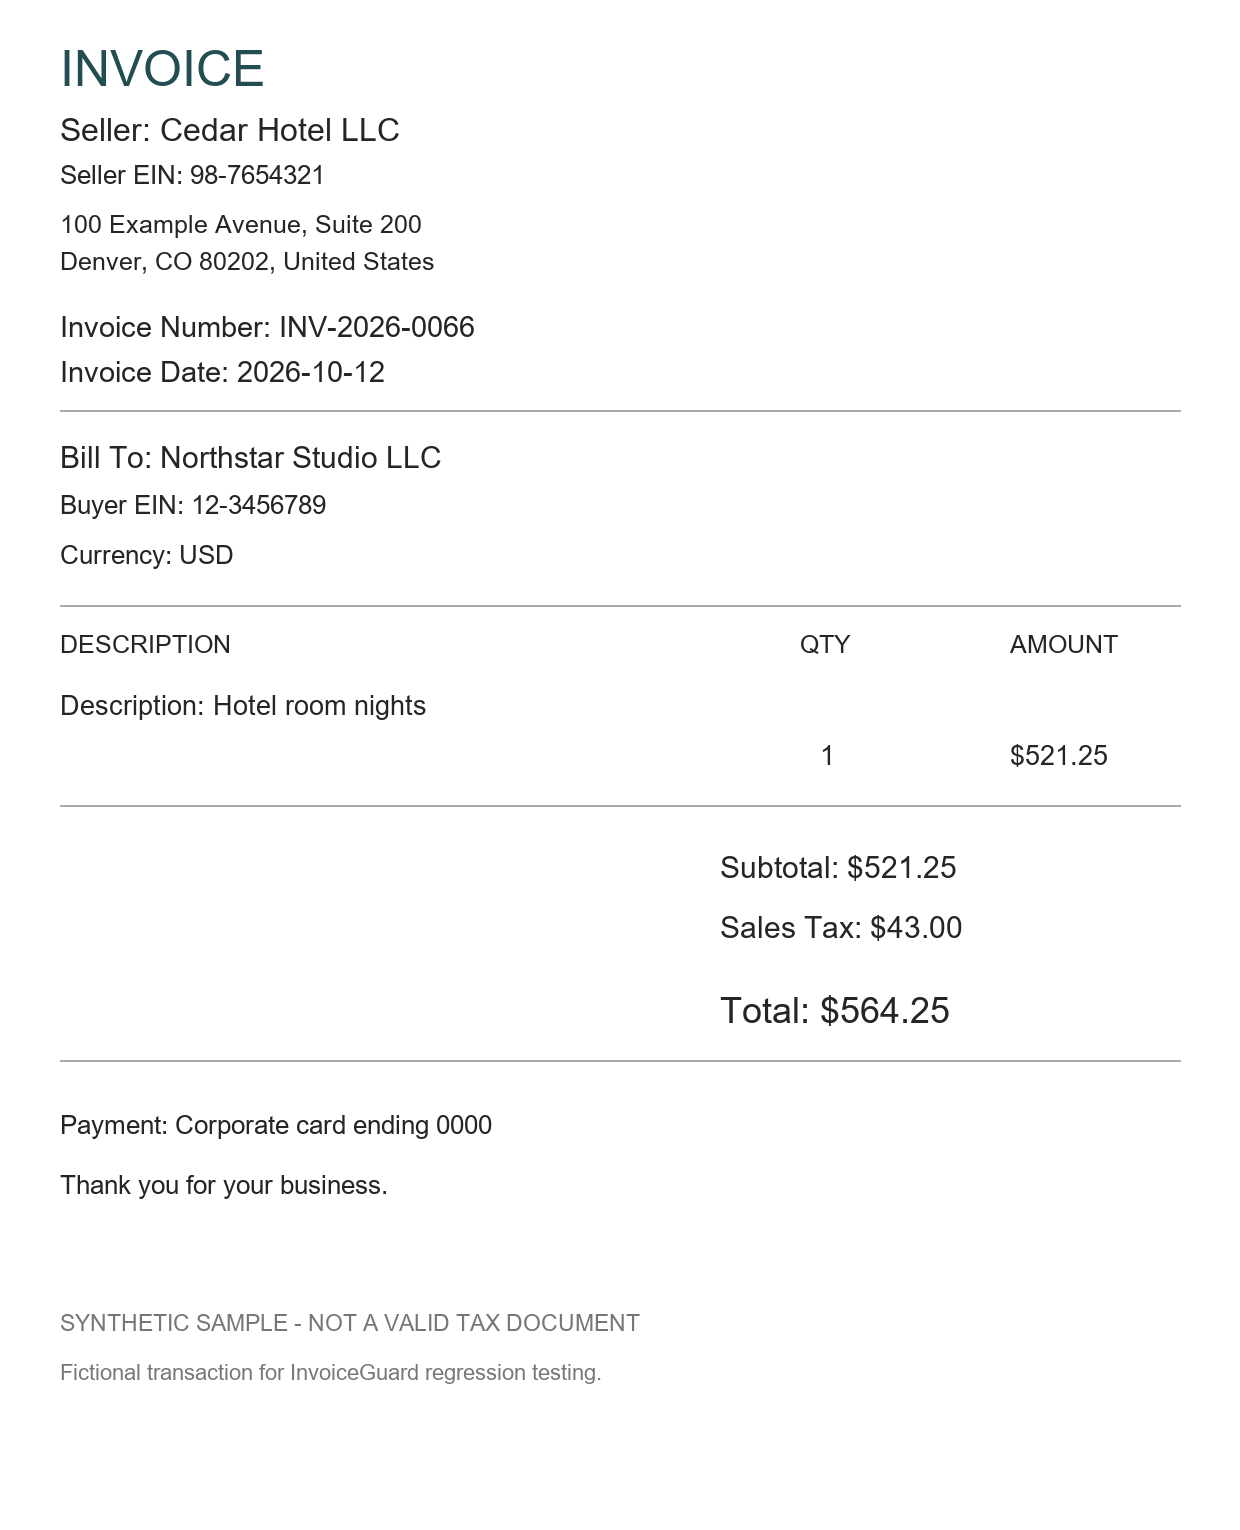 INVOICE
Seller: Cedar Hotel LLC
Seller EIN: 98-7654321
100 Example Avenue, Suite 200
Denver, CO 80202, United States
Invoice Number: INV-2026-0066
Invoice Date: 2026-10-12
Bill To: Northstar Studio LLC
Buyer EIN: 12-3456789
Currency: USD
DESCRIPTION QTY AMOUNT
Description: Hotel room nights
1 $521.25
Subtotal: $521.25
Sales Tax: $43.00
Total: $564.25
Payment: Corporate card ending 0000
Thank you for your business.
SYNTHETIC SAMPLE - NOT A VALID TAX DOCUMENT
Fictional transaction for InvoiceGuard regression testing.